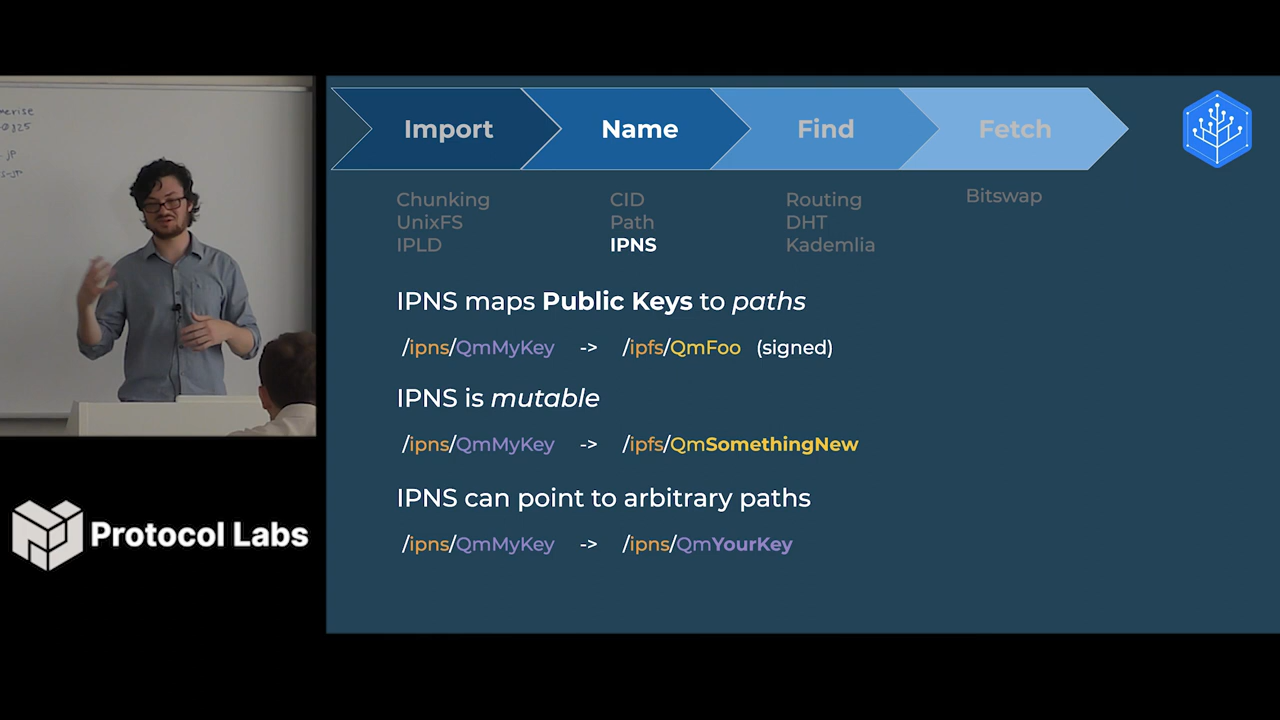 Import
Name
Find
Fetch
Chunking
UnixFS
IPLD
CID
Path
IPNS
Routing
DHT
Kademlia
Bitswap
IPNS maps Public Keys to paths
/ipns/QmMyKey -> /ipfs/QmFoo (signed)
IPNS is mutable
/ipns/QmMyKey -> /ipfs/QmSomethingNew
IPNS can point to arbitrary paths
/ipns/QmMyKey -> /ipns/QmYourKey
Protocol Labs